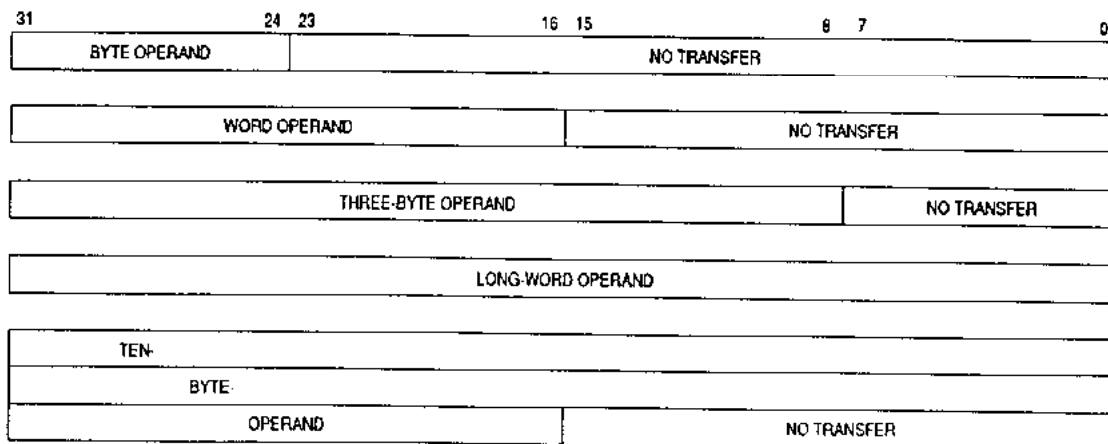 31 24 23 16 15 8 7 0
BYTE OPERAND NO TRANSFER
WORD OPERAND NO TRANSFER
THREE-BYTE OPERAND NO TRANSFER
LONG-WORD OPERAND
TEN-
BYTE-
OPERAND NO TRANSFER